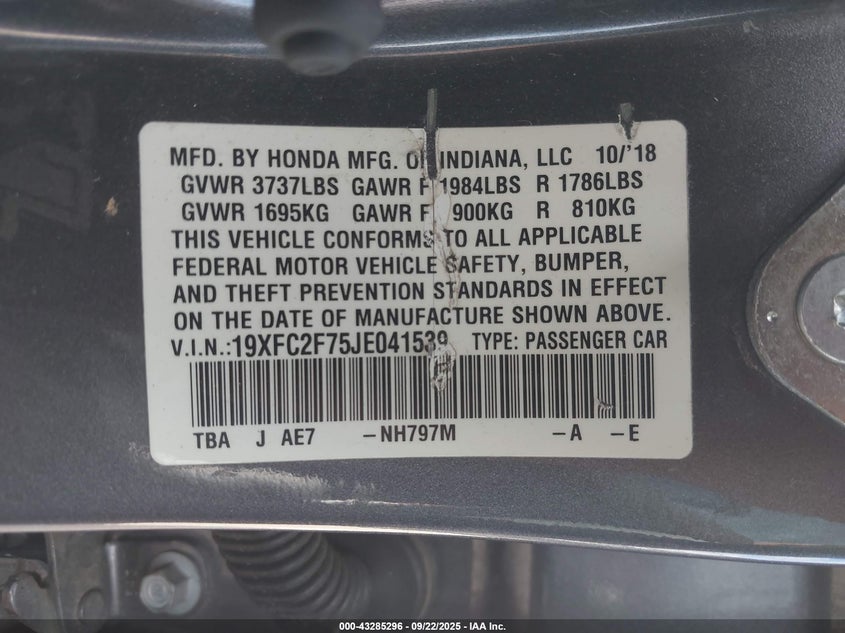 MFD. BY HONDA MFG. OF INDIANA, LLC 10/'18
GVWR 3737LBS GAWR F 1984LBS R 1786LBS
GVWR 1695KG GAWR F 900KG R 810KG
THIS VEHICLE CONFORMS TO ALL APPLICABLE
FEDERAL MOTOR VEHICLE SAFETY, BUMPER,
AND THEFT PREVENTION STANDARDS IN EFFECT
ON THE DATE OF MANUFACTURE SHOWN ABOVE.
V.I.N.:19XFC2F75JE041539 TYPE: PASSENGER CAR
TBA J AE7 -NH797M -A -E
000-43285296 - 09/22/2025 - IAA Inc.